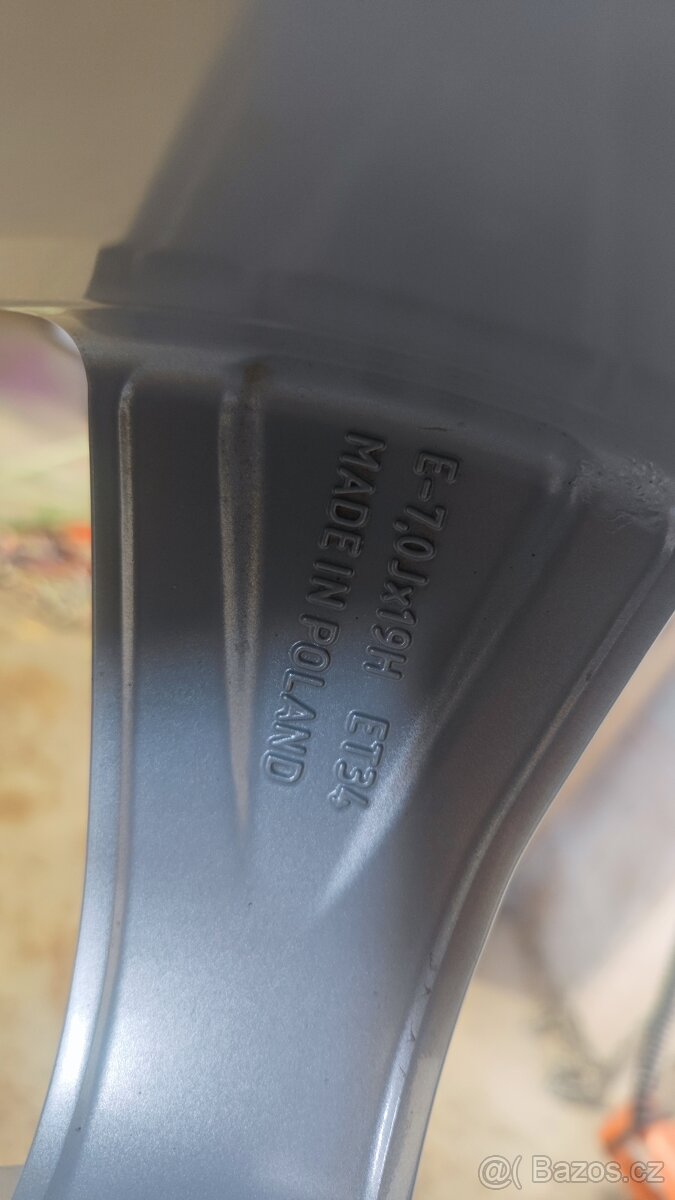 E-7,0Jx19H ET34
MADE IN POLAND
@( Bazos.cz